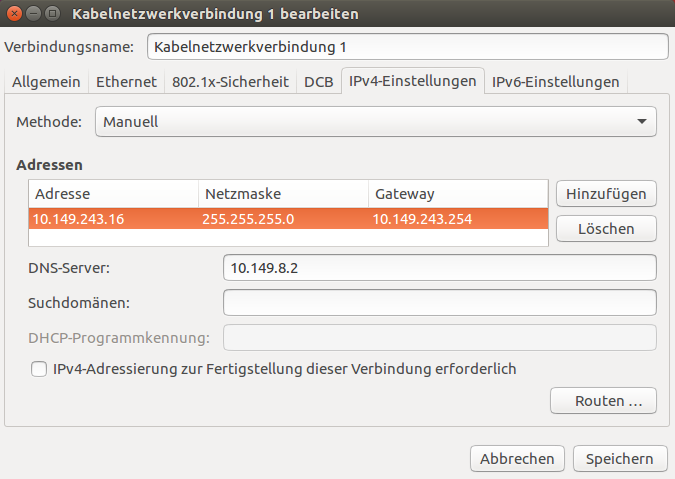 Kabelnetzwerkverbindung 1 bearbeiten
Verbindungsname: Kabelnetzwerkverbindung 1
Allgemein Ethernet 802.1x-Sicherheit DCB IPv4-Einstellungen IPv6-Einstellungen
Methode: Manuell
Adressen
Adresse Netzmaske Gateway Hinzufügen
10.149.243.16 255.255.255.0 10.149.243.254
Löschen
DNS-Server: 10.149.8.2
Suchdomänen:
DHCP-Programmkennung:
IPv4-Adressierung zur Fertigstellung dieser Verbindung erforderlich
Routen ...
Abbrechen Speichern